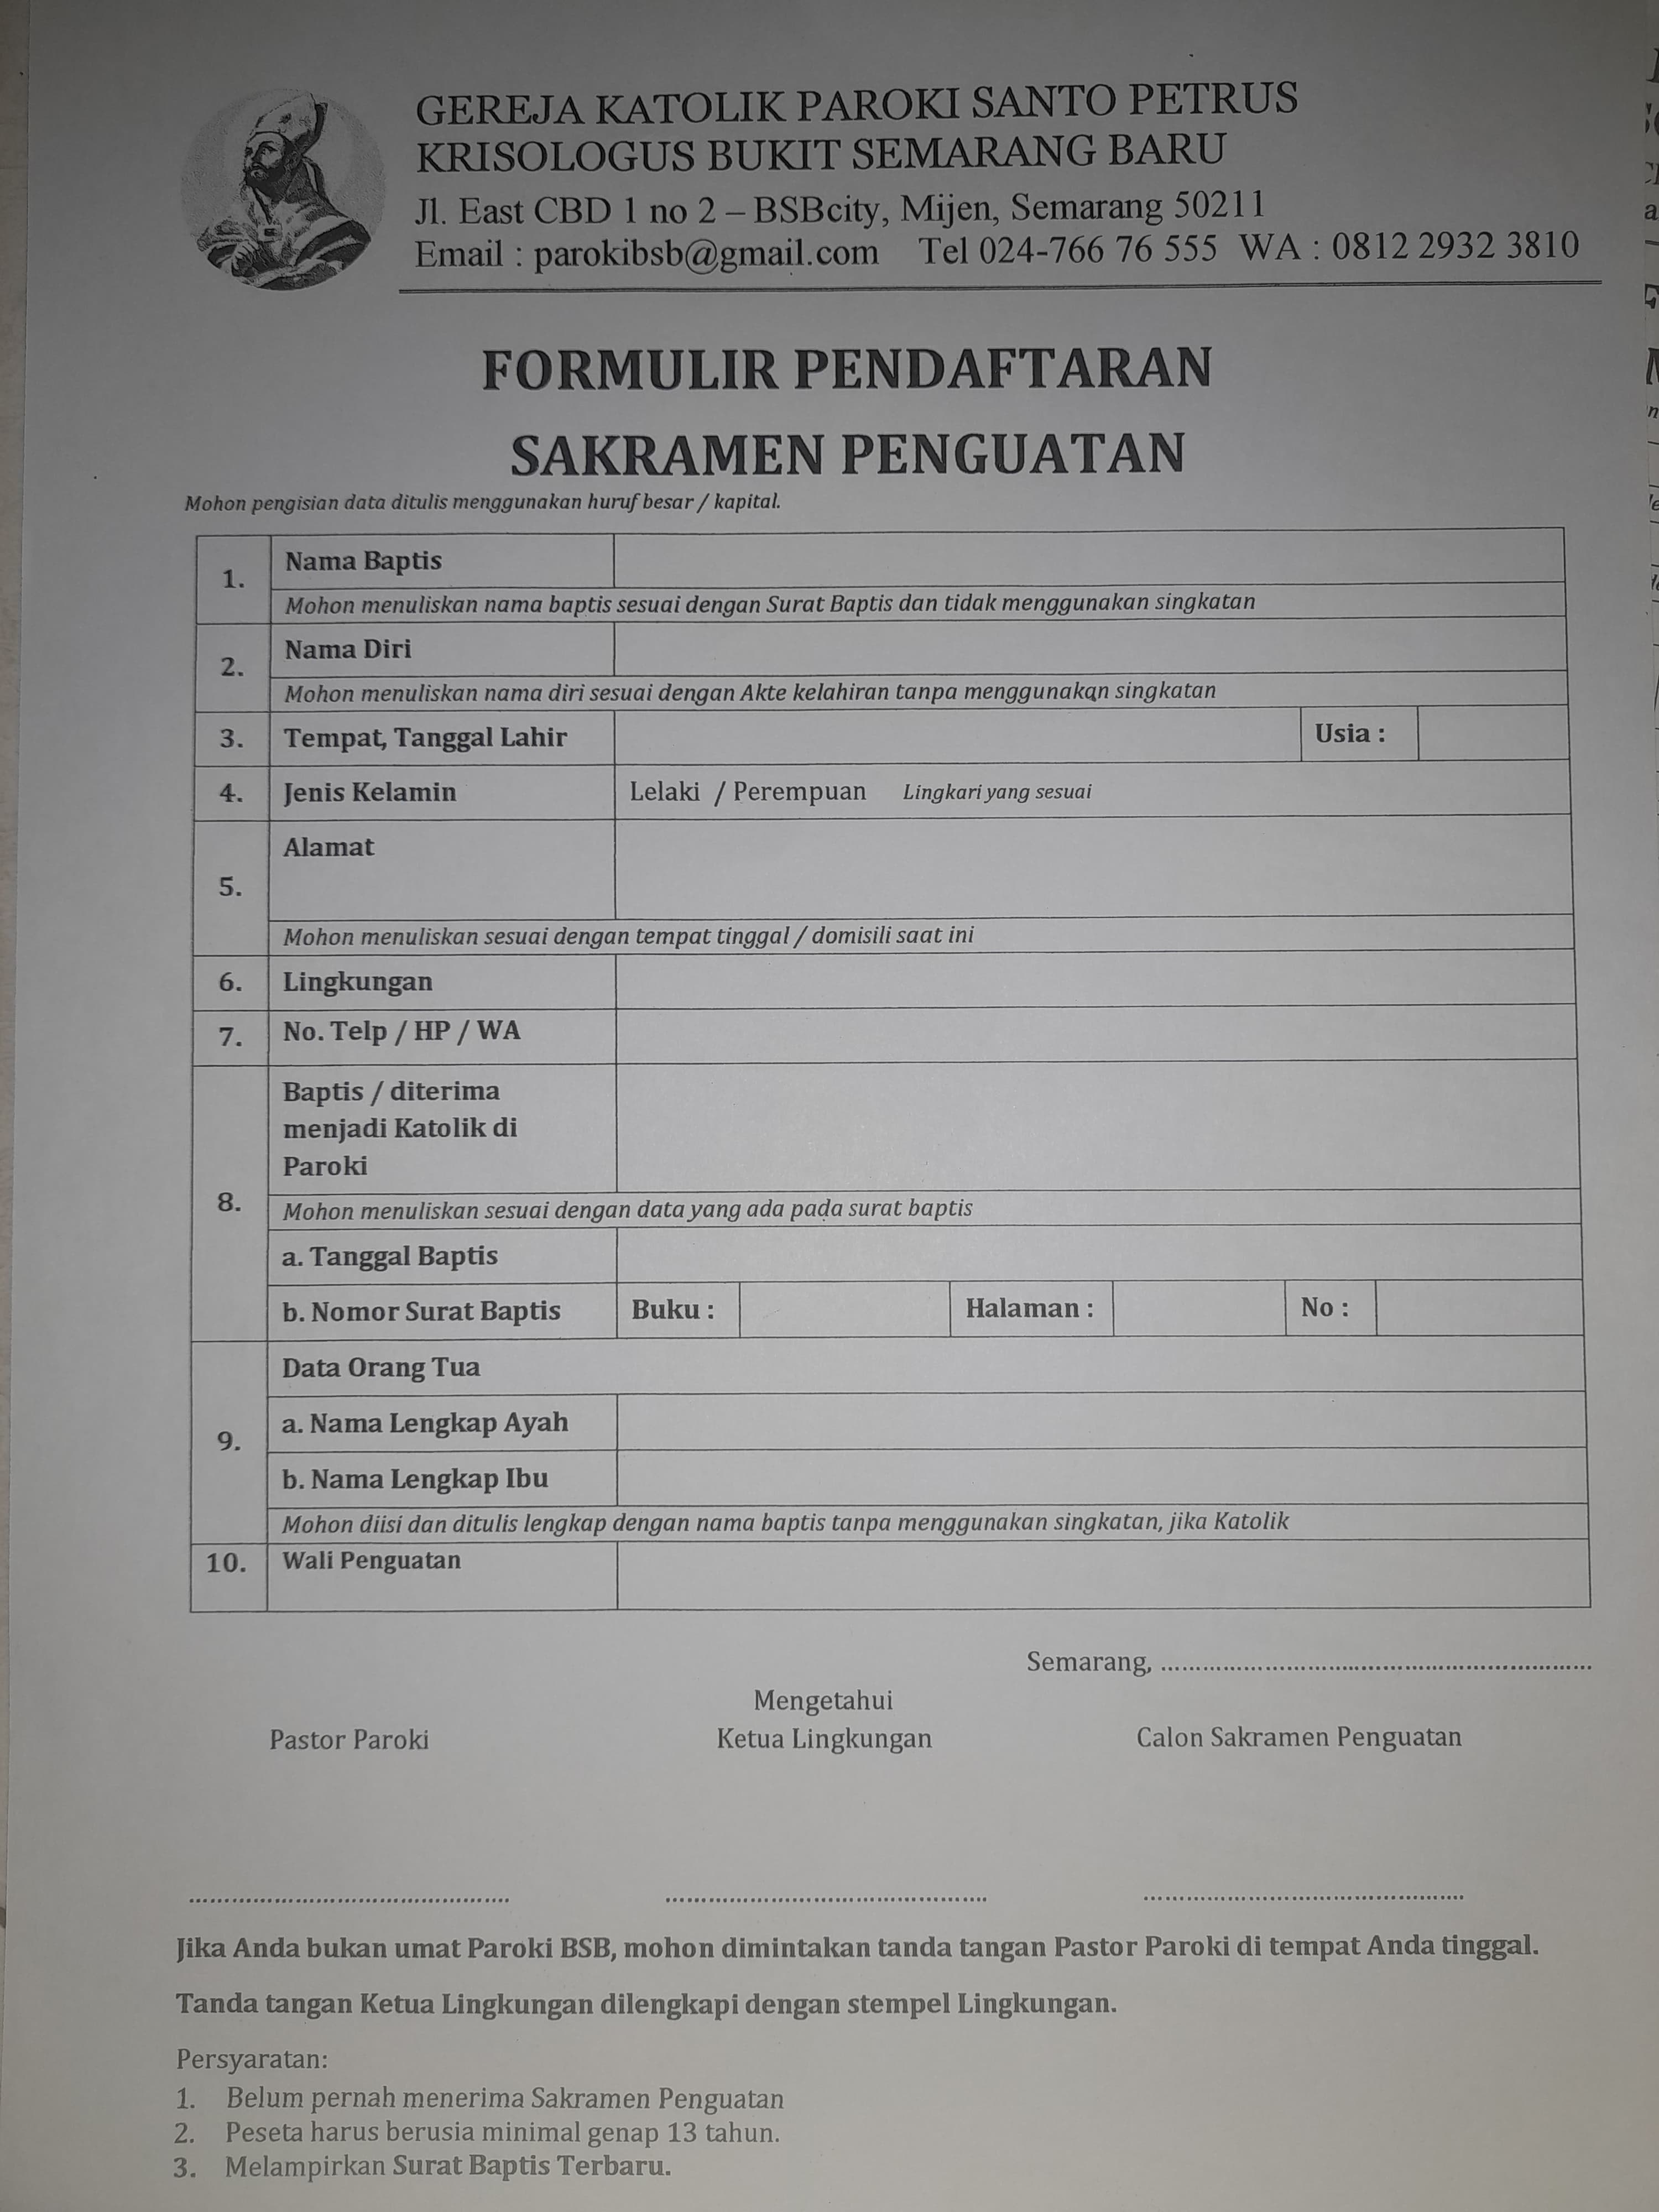 GEREJA KATOLIK PAROKI SANTO PETRUS
KRISOLOGUS BUKIT SEMARANG BARU
Jl. East CBD 1 no 2 – BSBcity, Mijen, Semarang 50211
Email : parokibsb@gmail.com Tel 024-766 76 555 WA : 0812 2932 3810
FORMULIR PENDAFTARAN
SAKRAMEN PENGUATAN
Mohon pengisian data ditulis menggunakan huruf besar / kapital.
1. Nama Baptis
Mohon menuliskan nama baptis sesuai dengan Surat Baptis dan tidak menggunakan singkatan
2. Nama Diri
Mohon menuliskan nama diri sesuai dengan Akte kelahiran tanpa menggunakan singkatan
3. Tempat, Tanggal Lahir Usia :
4. Jenis Kelamin Lelaki / Perempuan Lingkari yang sesuai
5. Alamat
Mohon menuliskan sesuai dengan tempat tinggal / domisili saat ini
6. Lingkungan
7. No. Telp / HP / WA
8. Baptis / diterima
menjadi Katolik di
Paroki
Mohon menuliskan sesuai dengan data yang ada pada surat baptis
a. Tanggal Baptis
b. Nomor Surat Baptis Buku : Halaman : No :
9. Data Orang Tua
a. Nama Lengkap Ayah
b. Nama Lengkap Ibu
Mohon diisi dan ditulis lengkap dengan nama baptis tanpa menggunakan singkatan, jika Katolik
10. Wali Penguatan
Semarang, ........................................................................
Mengetahui
Pastor Paroki Ketua Lingkungan Calon Sakramen Penguatan
...................................................... ...................................................... ......................................................
Jika Anda bukan umat Paroki BSB, mohon dimintakan tanda tangan Pastor Paroki di tempat Anda tinggal.
Tanda tangan Ketua Lingkungan dilengkapi dengan stempel Lingkungan.
Persyaratan:
1. Belum pernah menerima Sakramen Penguatan
2. Peseta harus berusia minimal genap 13 tahun.
3. Melampirkan Surat Baptis Terbaru.